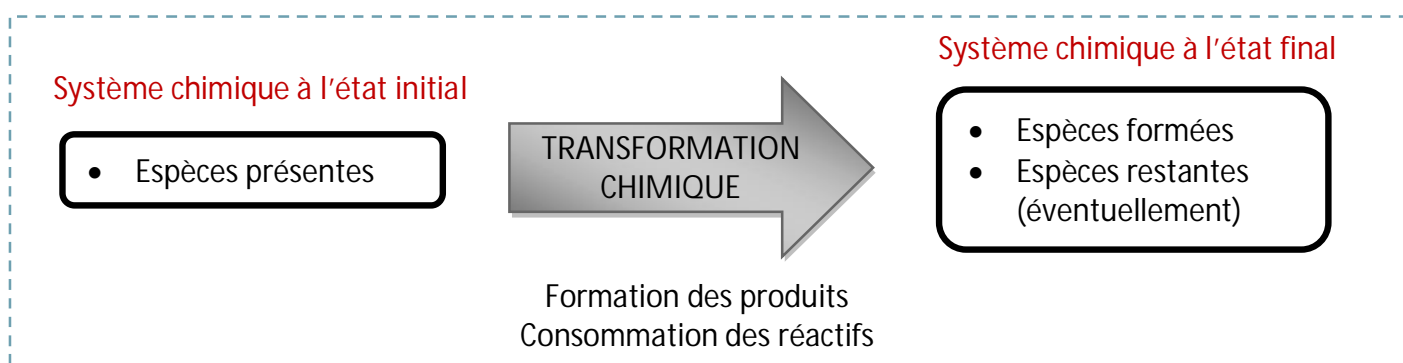 Système chimique à l'état initial
• Espèces présentes
TRANSFORMATION
CHIMIQUE
Formation des produits
Consommation des réactifs
Système chimique à l'état final
• Espèces formées
• Espèces restantes
(éventuellement)